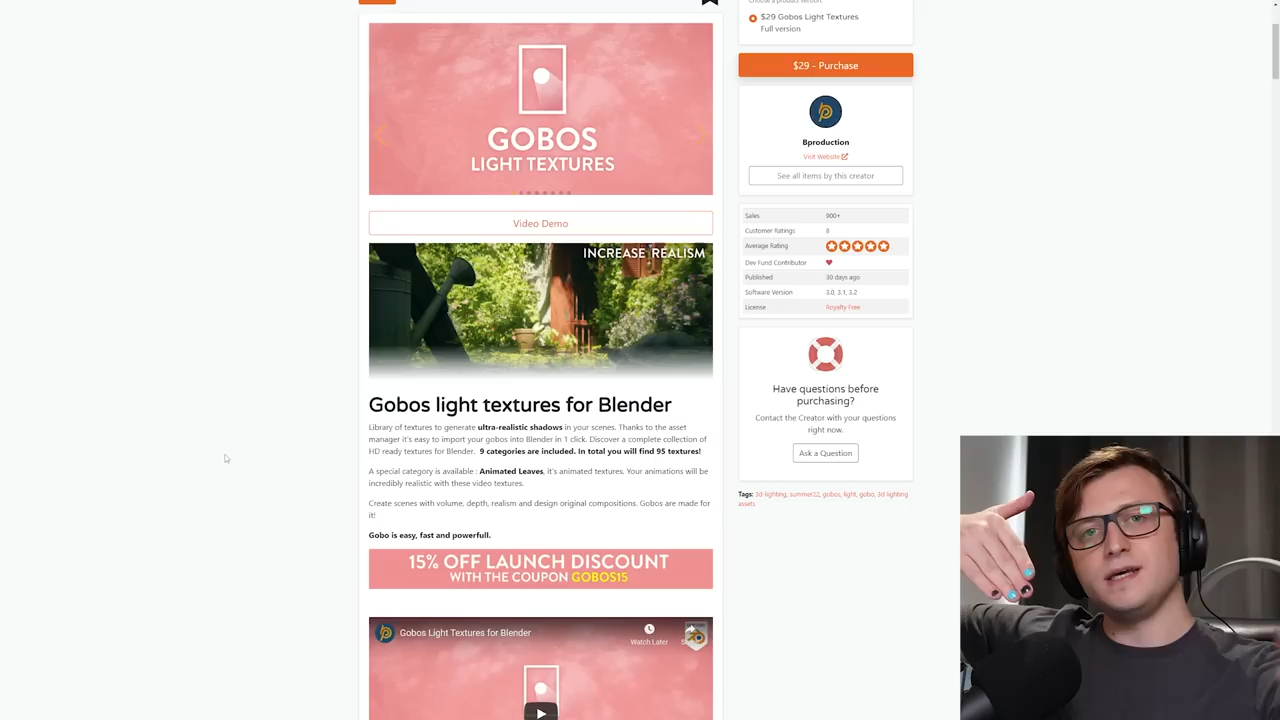 Choose a product version:
$29 Gobos Light Textures
Full version
$29 - Purchase
GOBOS
LIGHT TEXTURES
Bproduction
Visit Website
See all items by this creator
Video Demo
Sales 900+
Customer Ratings 8
Average Rating
Dev Fund Contributor
Published 30 days ago
Software Version 3.0, 3.1, 3.2
License Royalty Free
INCREASE REALISM
Have questions before
purchasing?
Contact the Creator with your questions
right now.
Ask a Question
Tags: 3d-lighting, summer22, gobos, light, gobo, 3d lighting
assets
Gobos light textures for Blender
Library of textures to generate ultra-realistic shadows in your scenes. Thanks to the asset
manager it's easy to import your gobos into Blender in 1 click. Discover a complete collection of
HD ready textures for Blender. 9 categories are included. In total you will find 95 textures!
A special category is available : Animated Leaves, it's animated textures. Your animations will be
incredibly realistic with these video textures.
Create scenes with volume, depth, realism and design original compositions. Gobos are made for
it!
Gobo is easy, fast and powerfull.
15% OFF LAUNCH DISCOUNT
WITH THE COUPON GOBOS15
Gobos Light Textures for Blender
Watch Later